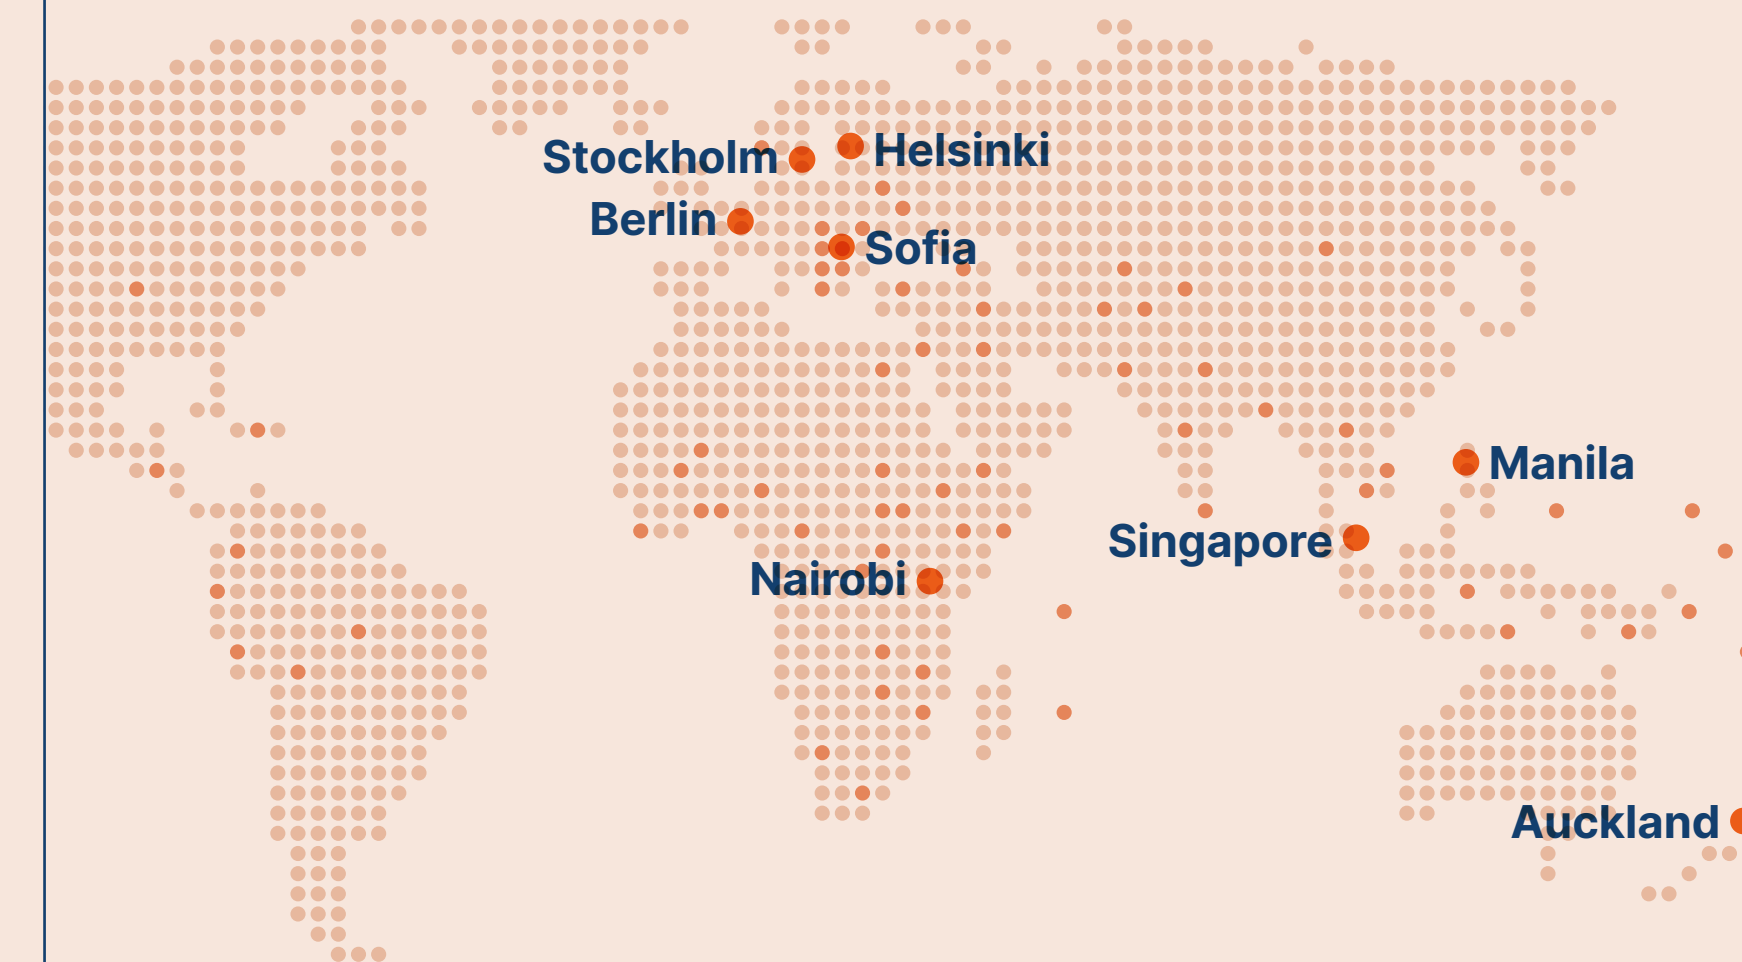 Stockholm
Helsinki
Berlin
Sofia
Manila
Singapore
Nairobi
Auckland